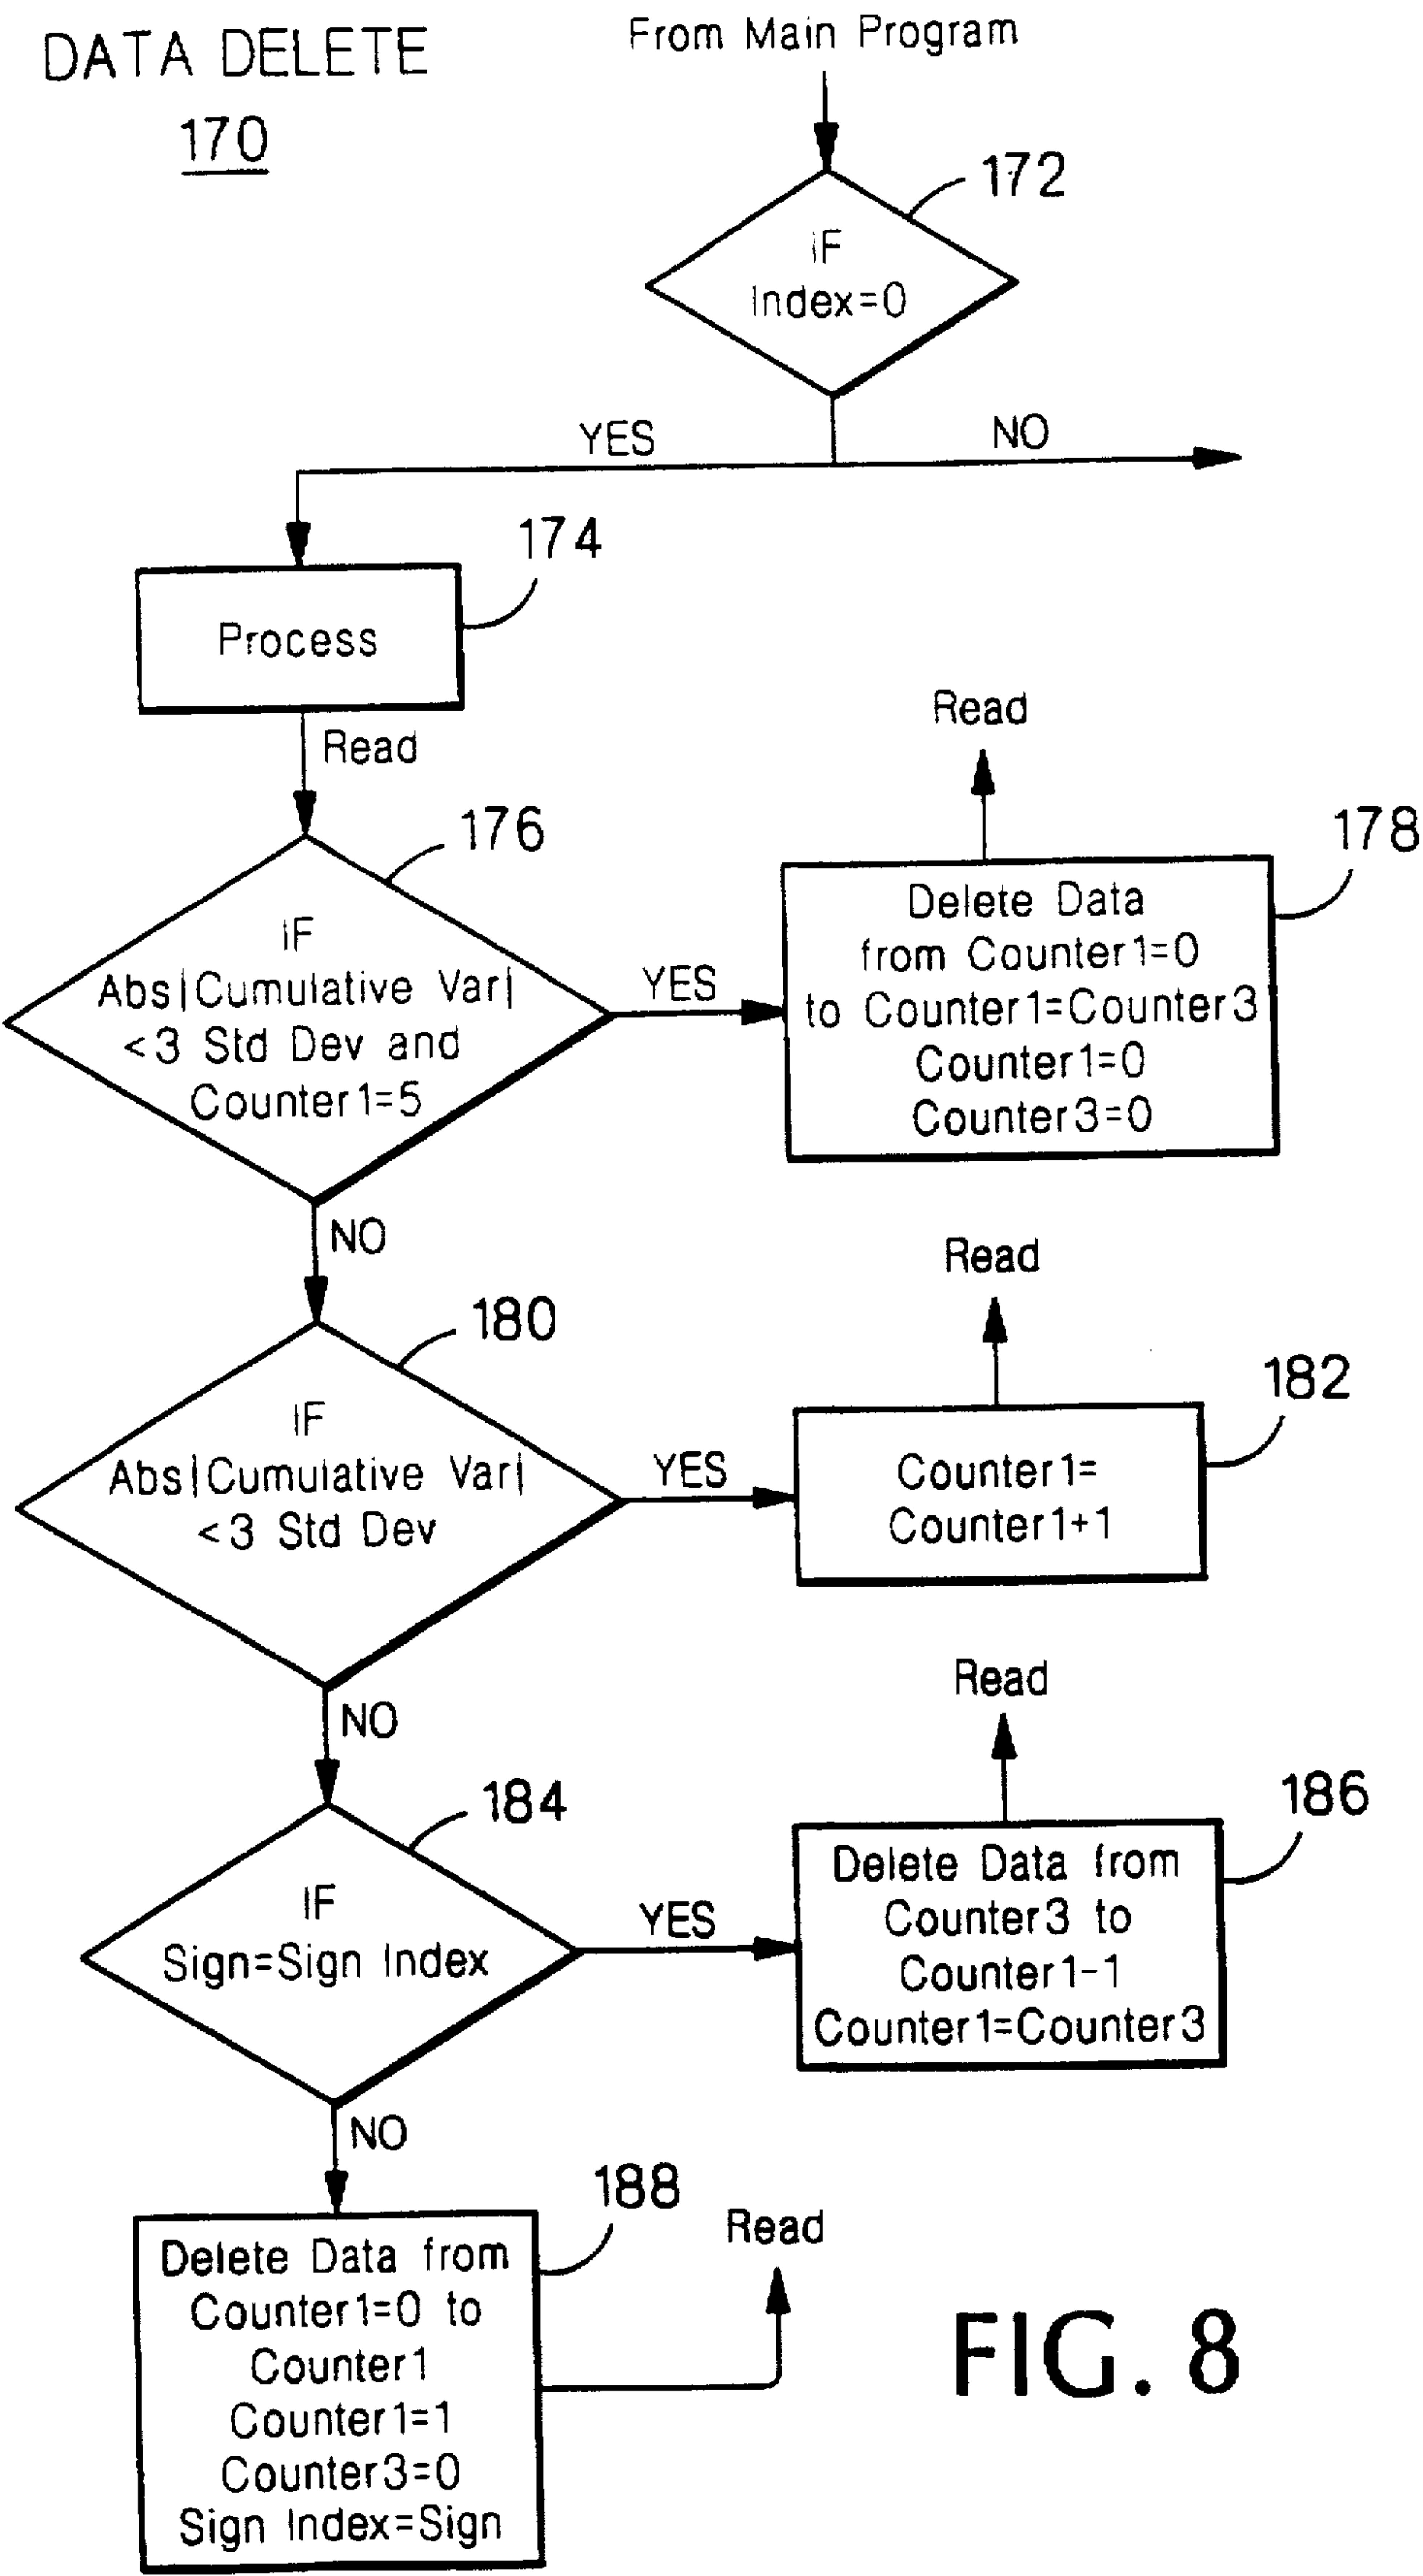 DATA DELETE
170
From Main Program
172
IF
Index=0
YES
NO
174
Process
Read
176
IF
Abs|Cumulative Var|
<3 Std Dev and
Counter1=5
YES
Read
178
Delete Data
from Counter1=0
to Counter1=Counter3
Counter1=0
Counter3=0
NO
180
IF
Abs|Cumulative Var|
<3 Std Dev
YES
Read
182
Counter1=
Counter1+1
NO
184
IF
Sign=Sign Index
YES
Read
186
Delete Data from
Counter3 to
Counter1-1
Counter1=Counter3
NO
188
Delete Data from
Counter1=0 to
Counter1
Counter1=1
Counter3=0
Sign Index=Sign
Read
FIG. 8